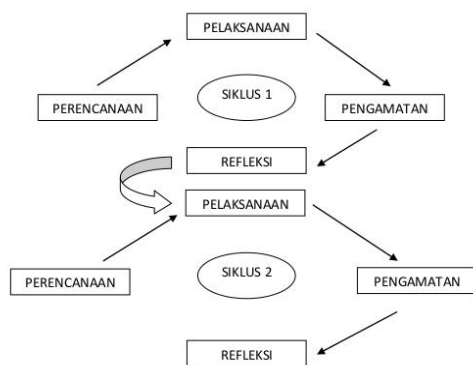 PELAKSANAAN
SIKLUS 1
PERENCANAAN
PENGAMATAN
REFLEKSI
PELAKSANAAN
SIKLUS 2
PERENCANAAN
PENGAMATAN
REFLEKSI